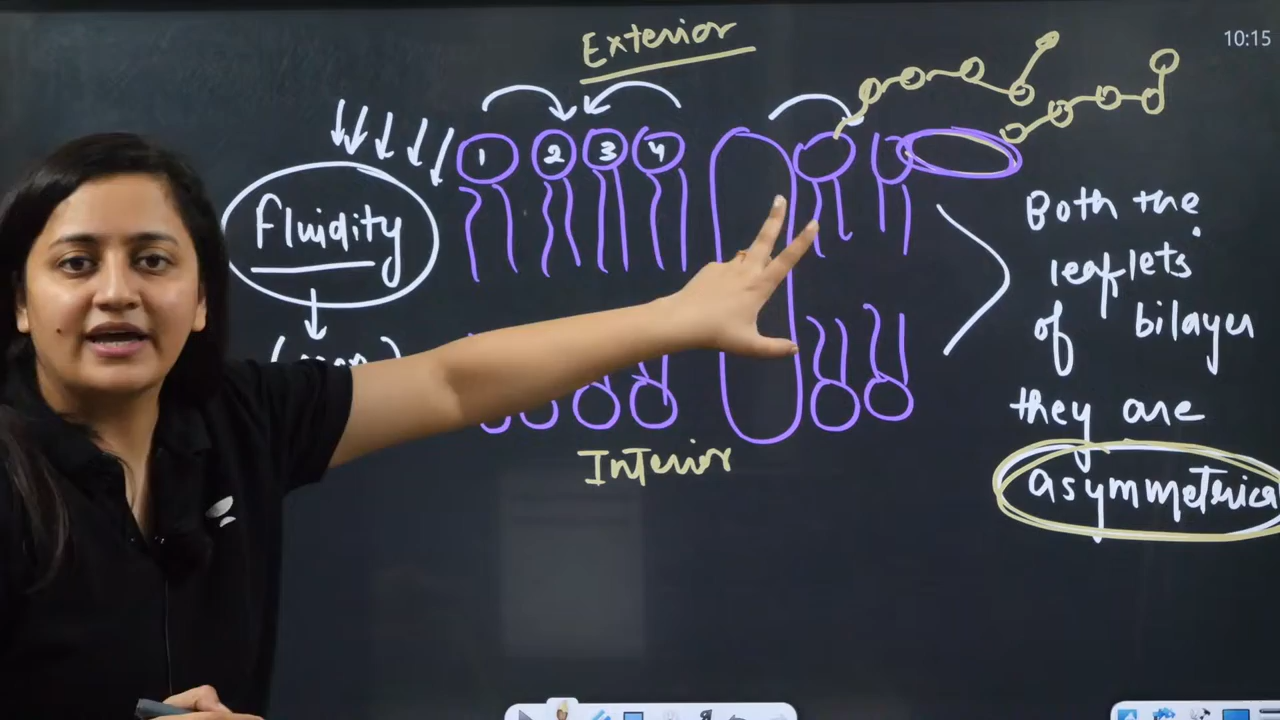 Exterior
10:15
1 2 3 4
Fluidity
Both the
leaflets
of bilayer
they are
asymmetrica
Interior